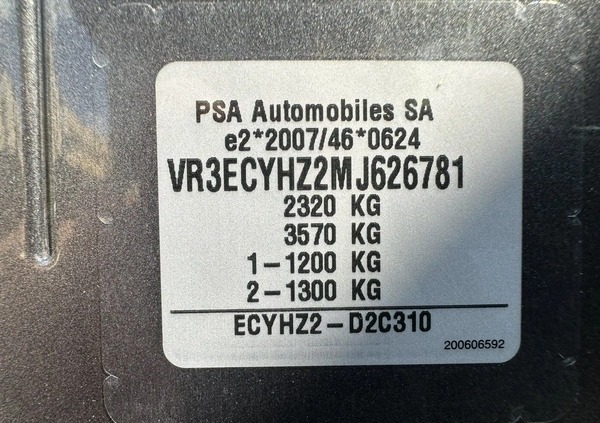 PSA Automobiles SA
e2*2007/46*0624
VR3ECYHZ2MJ626781
2320 KG
3570 KG
1-1200 KG
2-1300 KG
ECYHZ2-D2C310
200606592